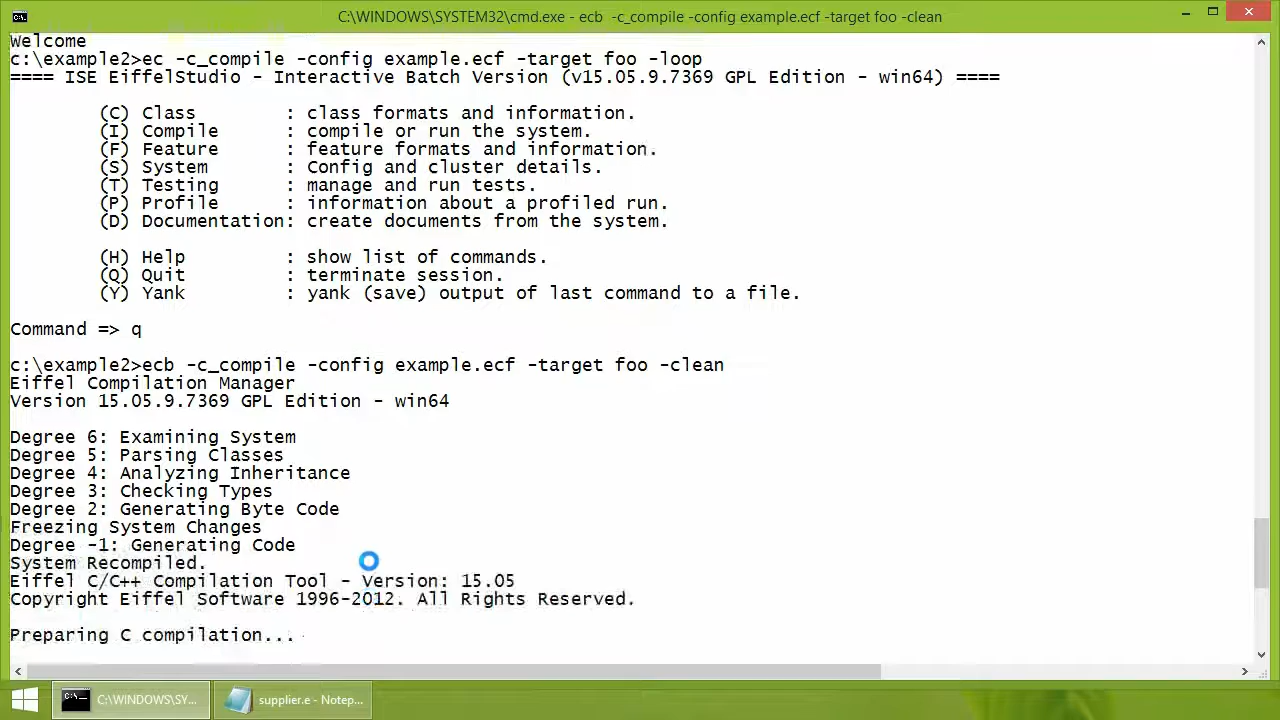 C:\WINDOWS\SYSTEM32\cmd.exe - ecb  -c_compile -config example.ecf -target foo -clean
Welcome
c:\example2>ec -c_compile -config example.ecf -target foo -loop
==== ISE EiffelStudio - Interactive Batch Version (v15.05.9.7369 GPL Edition - win64) ====
(C) Class : class formats and information.
(I) Compile : compile or run the system.
(F) Feature : feature formats and information.
(S) System : Config and cluster details.
(T) Testing : manage and run tests.
(P) Profile : information about a profiled run.
(D) Documentation: create documents from the system.
(H) Help : show list of commands.
(Q) Quit : terminate session.
(Y) Yank : yank (save) output of last command to a file.
Command => q
c:\example2>ecb -c_compile -config example.ecf -target foo -clean
Eiffel Compilation Manager
Version 15.05.9.7369 GPL Edition - win64
Degree 6: Examining System
Degree 5: Parsing Classes
Degree 4: Analyzing Inheritance
Degree 3: Checking Types
Degree 2: Generating Byte Code
Freezing System Changes
Degree -1: Generating Code
System Recompiled.
Eiffel C/C++ Compilation Tool - Version: 15.05
Copyright Eiffel Software 1996-2012. All Rights Reserved.
Preparing C compilation...
C:\WINDOWS\SY...
supplier.e - Notep...